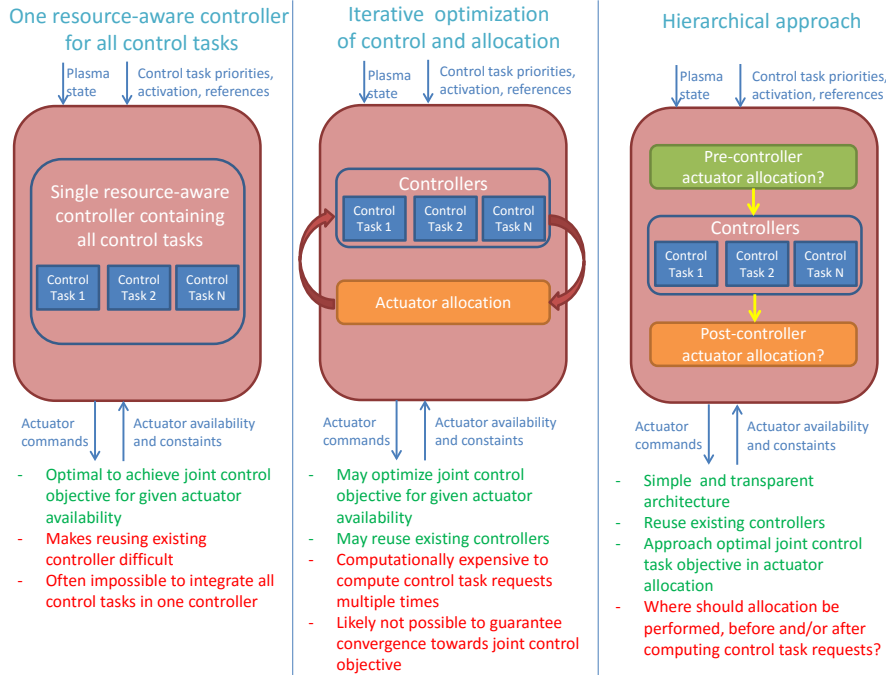 One resource-aware controller
for all control tasks
Plasma
state
Control task priorities,
activation, references
Single resource-aware
controller containing
all control tasks
Control
Task 1
Control
Task 2
Control
Task N
Actuator
commands
Actuator availability
and constaints
- Optimal to achieve joint control
objective for given actuator
availability
- Makes reusing existing
controller difficult
- Often impossible to integrate all
control tasks in one controller
Iterative optimization
of control and allocation
Plasma
state
Control task priorities,
activation, references
Controllers
Control
Task 1
Control
Task 2
Control
Task N
Actuator allocation
Actuator
commands
Actuator availability
and constaints
- May optimize joint control
objective for given actuator
availability
- May reuse existing controllers
- Computationally expensive to
compute control task requests
multiple times
- Likely not possible to guarantee
convergence towards joint control
objective
Hierarchical approach
Plasma
state
Control task priorities,
activation, references
Pre-controller
actuator allocation?
Controllers
Control
Task 1
Control
Task 2
Control
Task N
Post-controller
actuator allocation?
Actuator
commands
Actuator availability
and constaints
- Simple and transparent
architecture
- Reuse existing controllers
- Approach optimal joint control
task objective in actuator
allocation
- Where should allocation be
performed, before and/or after
computing control task requests?